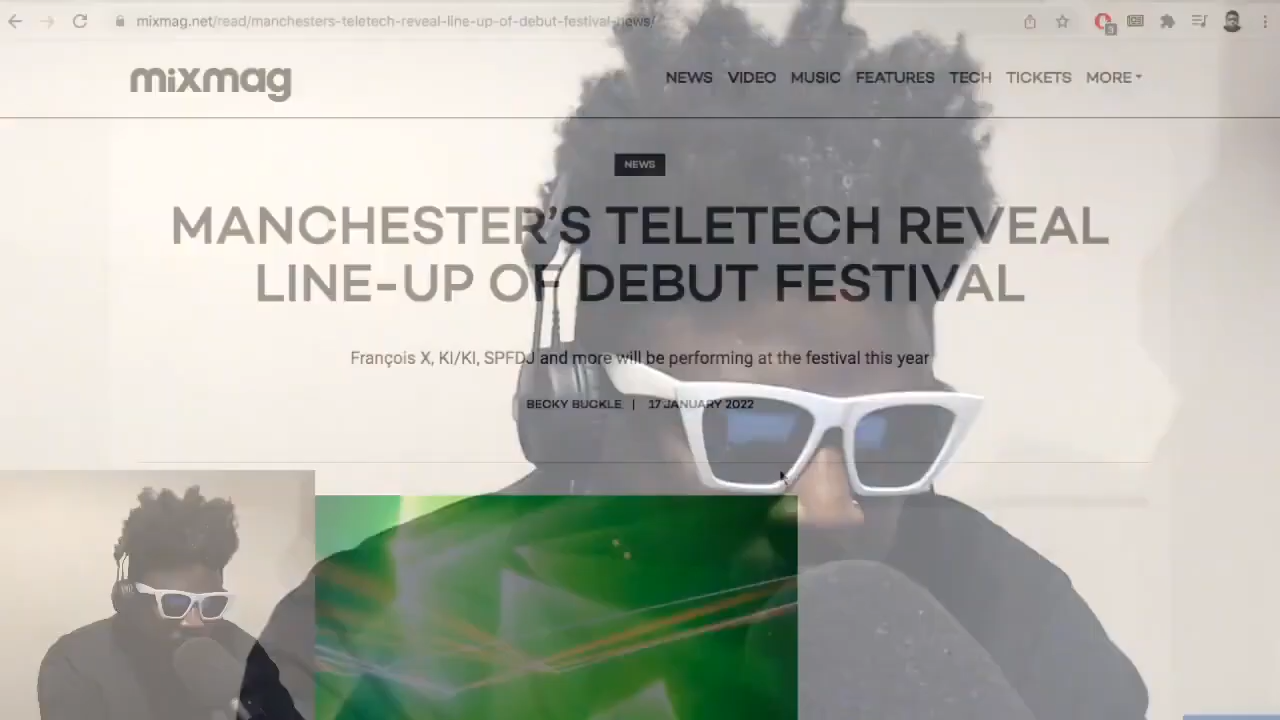 mixmag.net/read/manchesters-teletech-reveal-line-up-of-debut-festival-news/
3
mixmag
NEWS VIDEO MUSIC FEATURES TECH TICKETS MORE
NEWS
MANCHESTER'S TELETECH REVEAL
LINE-UP OF DEBUT FESTIVAL
François X, KI/KI, SPFDJ and more will be performing at the festival this year
BECKY BUCKLE | 17 JANUARY 2022